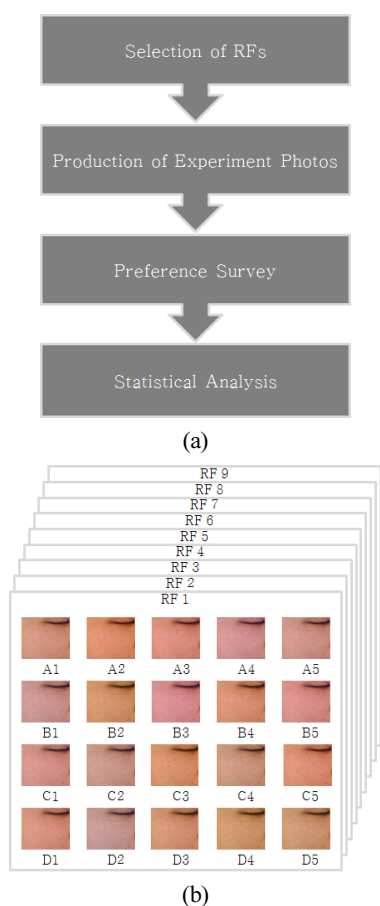 Selection of RFs
Production of Experiment Photos
Preference Survey
Statistical Analysis
(a)
RF 9
RF 8
RF 7
RF 6
RF 5
RF 4
RF 3
RF 2
RF 1
A1 A2 A3 A4 A5
B1 B2 B3 B4 B5
C1 C2 C3 C4 C5
D1 D2 D3 D4 D5
(b)